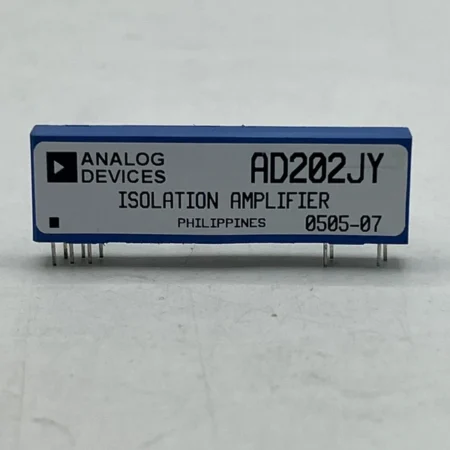 ANALOG
DEVICES
AD202JY
ISOLATION AMPLIFIER
PHILIPPINES
0505-07